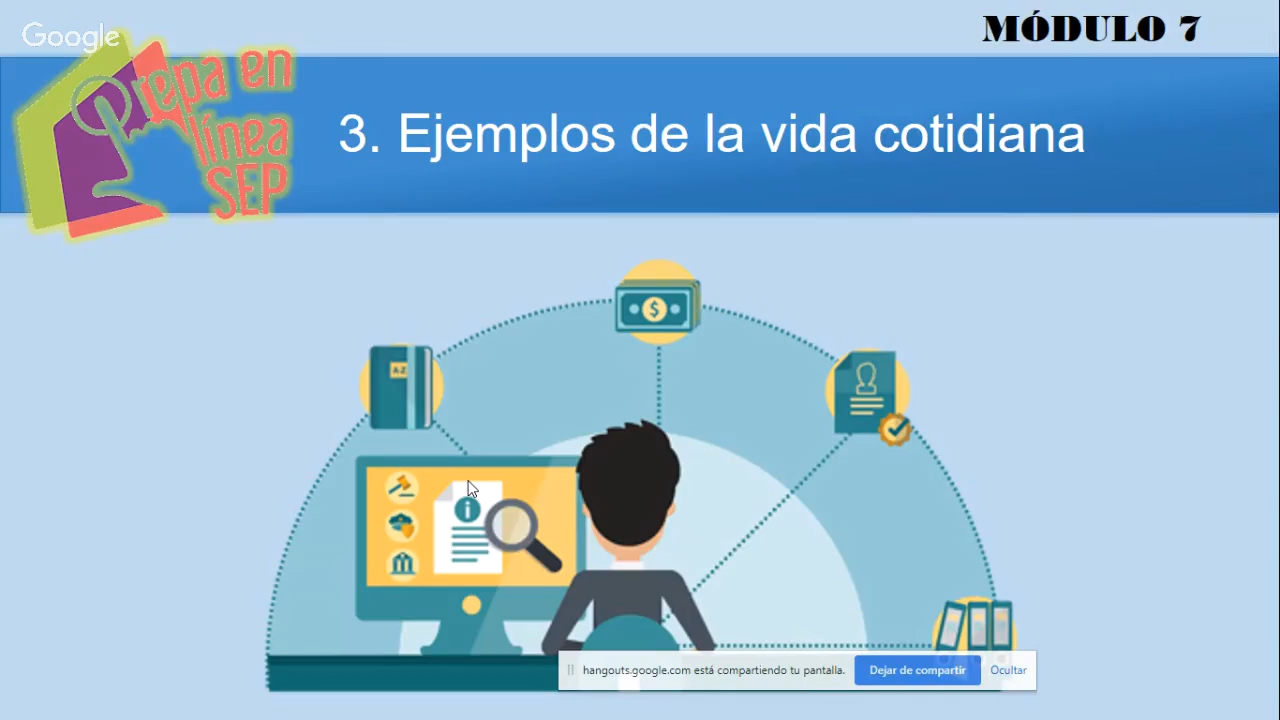 Google
MÓDULO 7
Prepa en
línea
SEP
3. Ejemplos de la vida cotidiana
$
A-Z
i
hangouts.google.com está compartiendo tu pantalla.
Dejar de compartir
Ocultar